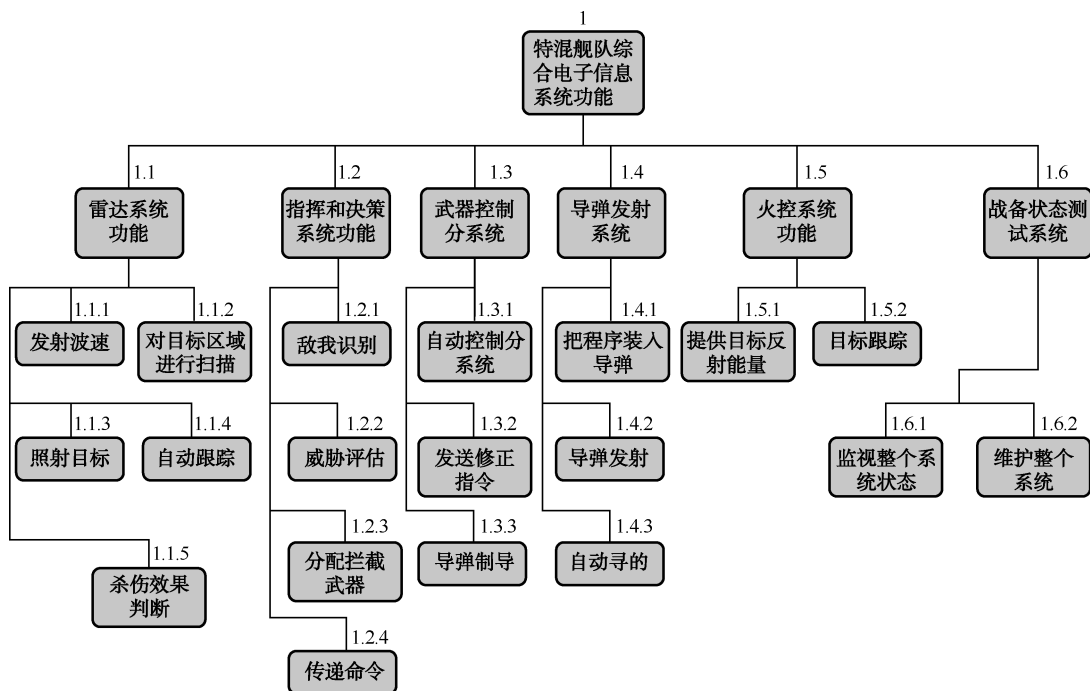 1
特混舰队综
合电子信息
系统功能
1.1
雷达系统
功能
1.2
指挥和决策
系统功能
1.3
武器控制
分系统
1.4
导弹发射
系统
1.5
火控系统
功能
1.6
战备状态测
试系统
1.1.1
发射波速
1.1.2
对目标区域
进行扫描
1.2.1
敌我识别
1.3.1
自动控制分
系统
1.4.1
把程序装入
导弹
1.5.1
提供目标反
射能量
1.5.2
目标跟踪
1.1.3
照射目标
1.1.4
自动跟踪
1.2.2
威胁评估
1.3.2
发送修正
指令
1.4.2
导弹发射
1.6.1
监视整个系
统状态
1.6.2
维护整个
系统
1.1.5
杀伤效果
判断
1.2.3
分配拦截
武器
1.3.3
导弹制导
1.4.3
自动寻的
1.2.4
传递命令